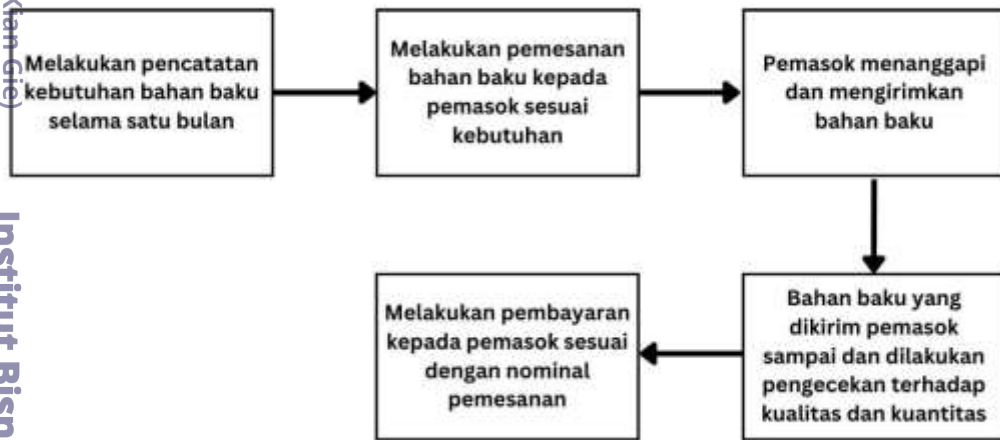 Melakukan pencatatan
kebutuhan bahan baku
selama satu bulan
Melakukan pemesanan
bahan baku kepada
pemasok sesuai
kebutuhan
Pemasok menanggapi
dan mengirimkan
bahan baku
Bahan baku yang
dikirim pemasok
sampai dan dilakukan
pengecekan terhadap
kualitas dan kuantitas
Melakukan pembayaran
kepada pemasok sesuai
dengan nominal
pemesanan
Kian Gie)
Institut Bisn